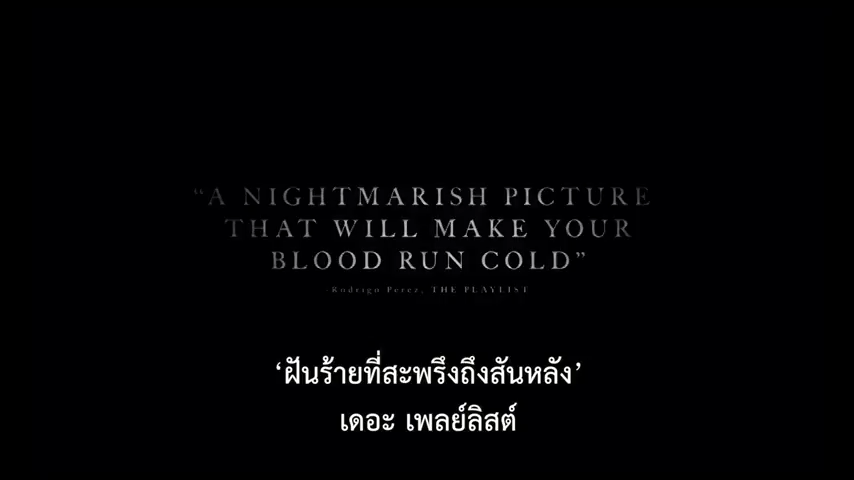 “A NIGHTMARISH PICTURE
THAT WILL MAKE YOUR
BLOOD RUN COLD”
-Rodrigo Perez, THE PLAYLIST
‘ฝันร้ายที่สะพรึงถึงสันหลัง’
เดอะ เพลย์ลิสต์